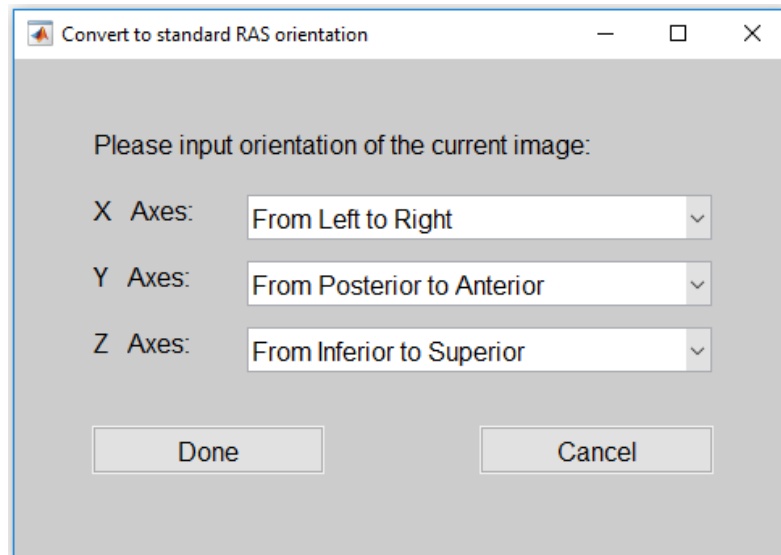 Convert to standard RAS orientation
Please input orientation of the current image:
X Axes: From Left to Right
Y Axes: From Posterior to Anterior
Z Axes: From Inferior to Superior
Done Cancel